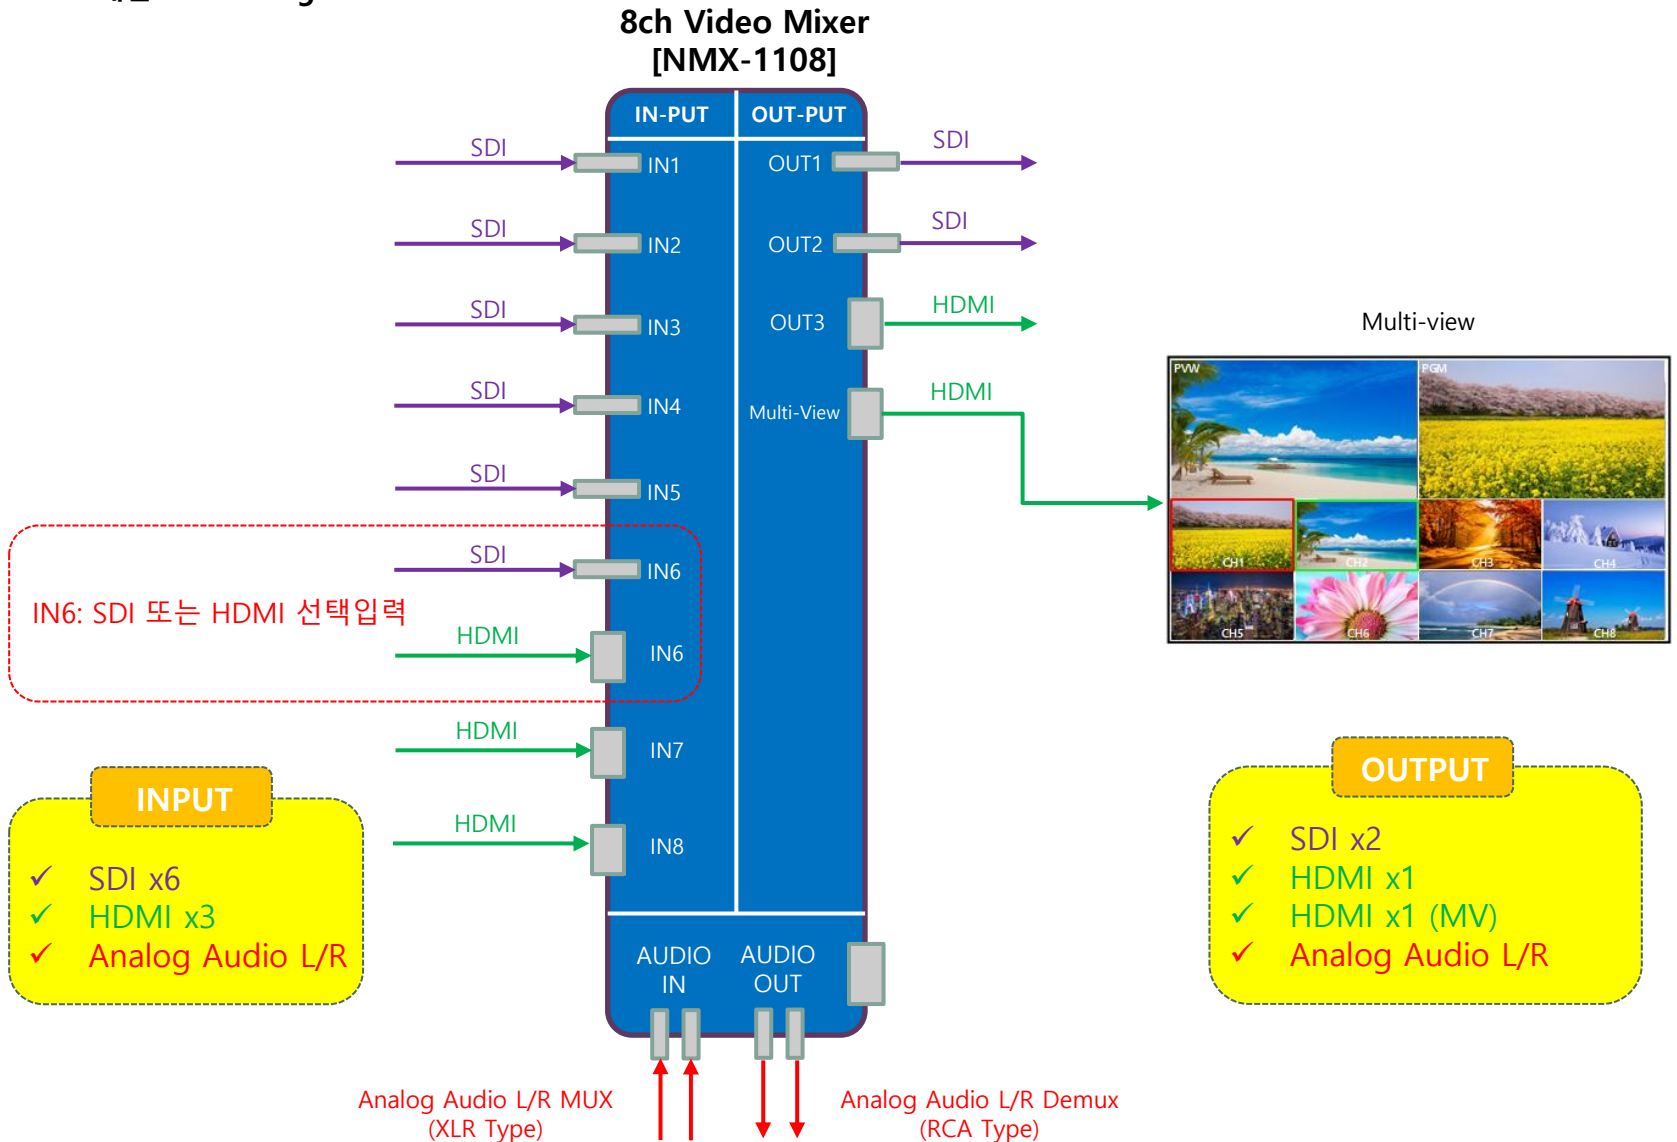 8ch Video Mixer
[NMX-1108]
IN-PUT
OUT-PUT
SDI
IN1
OUT1
SDI
SDI
IN2
OUT2
SDI
SDI
IN3
OUT3
HDMI
SDI
IN4
Multi-View
HDMI
SDI
IN5
SDI
IN6
IN6: SDI 또는 HDMI 선택입력
HDMI
IN6
HDMI
IN7
HDMI
IN8
Multi-view
PVW
PGM
CH1
CH2
CH3
CH4
CH5
CH6
CH7
CH8
INPUT
✓ SDI x6
✓ HDMI x3
✓ Analog Audio L/R
OUTPUT
✓ SDI x2
✓ HDMI x1
✓ HDMI x1 (MV)
✓ Analog Audio L/R
AUDIO
IN
AUDIO
OUT
Analog Audio L/R MUX
(XLR Type)
Analog Audio L/R Demux
(RCA Type)